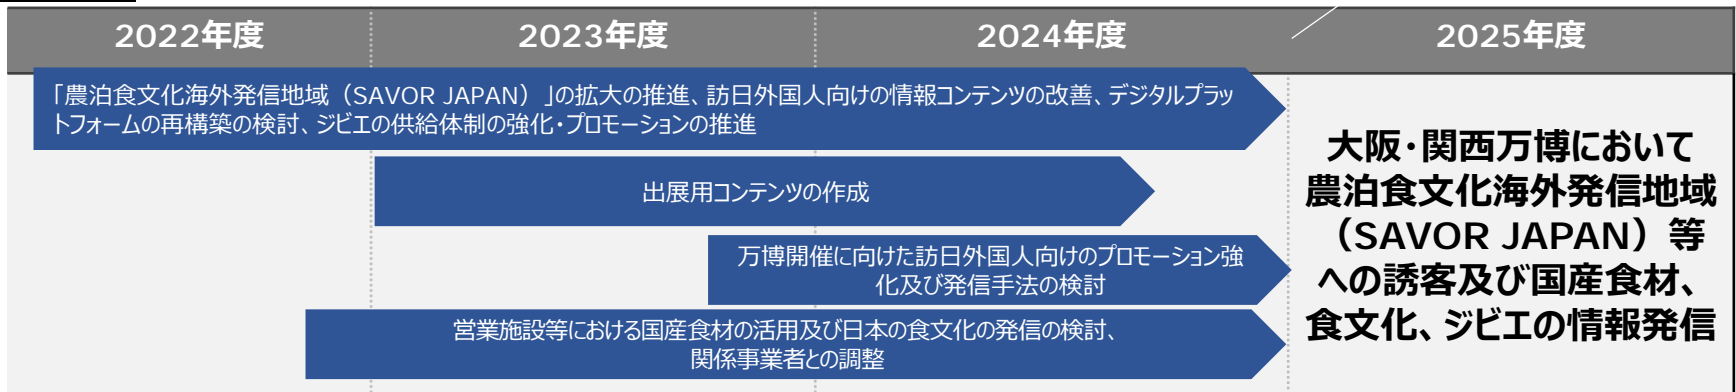 2022年度 2023年度 2024年度 2025年度
「農泊食文化海外発信地域（SAVOR JAPAN）」の拡大の推進、訪日外国人向けの情報コンテンツの改善、デジタルプラッ
トフォームの再構築の検討、ジビエの供給体制の強化・プロモーションの推進
出展用コンテンツの作成
万博開催に向けた訪日外国人向けのプロモーション強
化及び発信手法の検討
営業施設等における国産食材の活用及び日本の食文化の発信の検討、
関係事業者との調整
大阪・関西万博において
農泊食文化海外発信地域
（SAVOR JAPAN）等
への誘客及び国産食材、
食文化、ジビエの情報発信